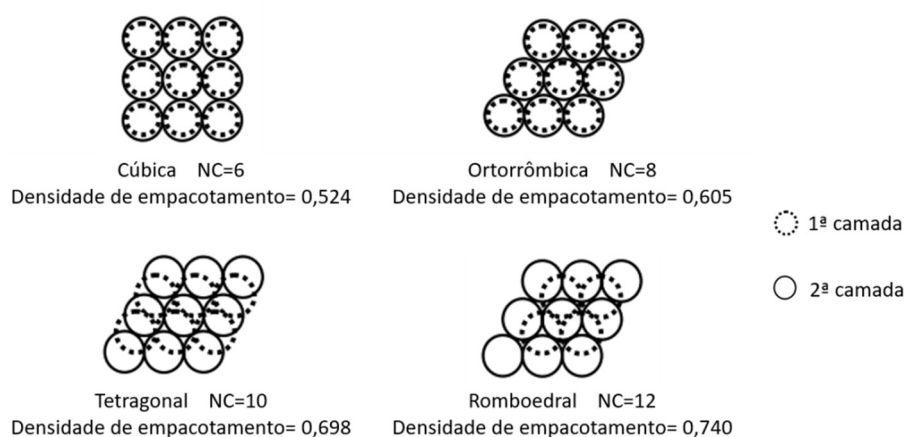 Cúbica NC=6
Densidade de empacotamento= 0,524
Ortorrômbica NC=8
Densidade de empacotamento= 0,605
1ª camada
2ª camada
Tetragonal NC=10
Densidade de empacotamento= 0,698
Romboedral NC=12
Densidade de empacotamento= 0,740